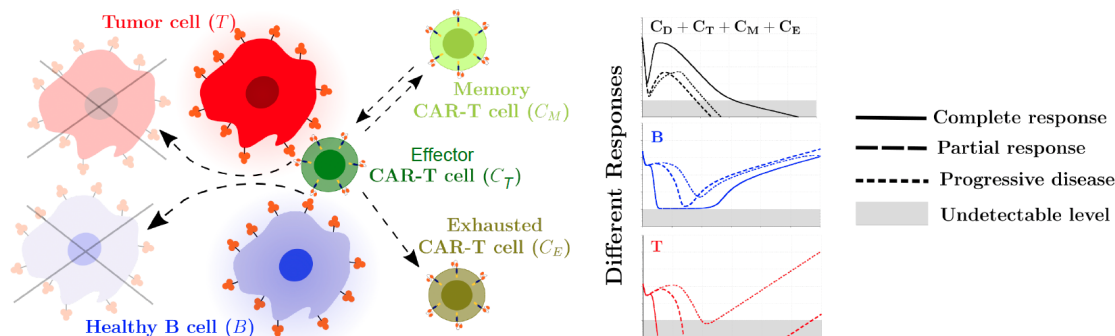 Tumor cell (T)
Memory
CAR-T cell (C_M)
Effector
CAR-T cell (C_T)
Exhausted
CAR-T cell (C_E)
Healthy B cell (B)
Different Responses
C_D + C_T + C_M + C_E
B
T
Complete response
Partial response
Progressive disease
Undetectable level